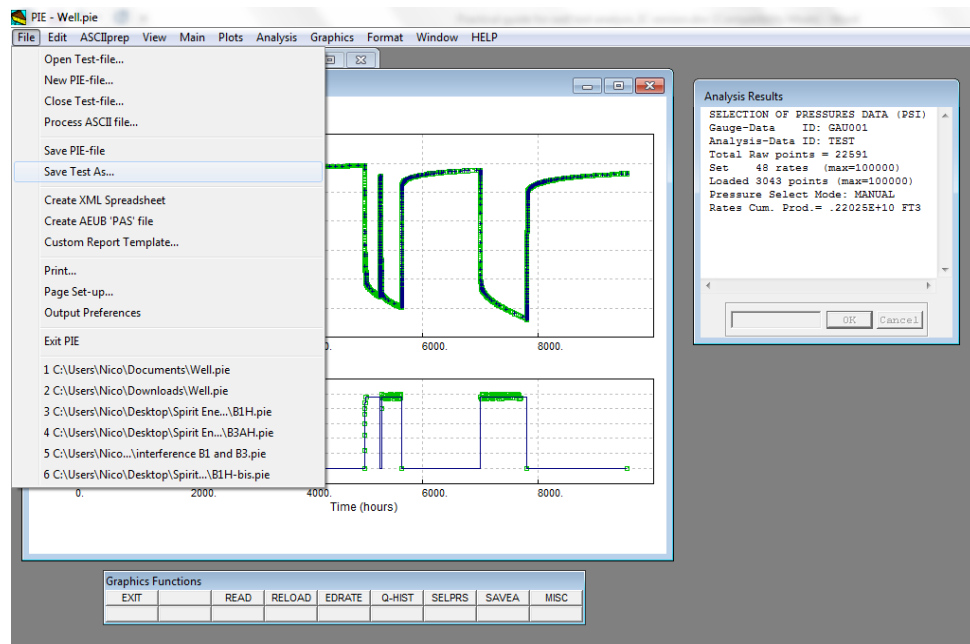 PIE - Well.pie
File Edit ASCIIprep View Main Plots Analysis Graphics Format Window HELP
Open Test-file...
New PIE-file...
Close Test-file...
Process ASCII file...
Save PIE-file
Save Test As...
Create XML Spreadsheet
Create AEUB 'PAS' file
Custom Report Template...
Print...
Page Set-up...
Output Preferences
Exit PIE
1 C:\Users\Nico\Documents\Well.pie
2 C:\Users\Nico\Downloads\Well.pie
3 C:\Users\Nico\Desktop\Spirit Ene...\B1H.pie
4 C:\Users\Nico\Desktop\Spirit En...\B3AH.pie
5 C:\Users\Nico...\interference B1 and B3.pie
6 C:\Users\Nico\Desktop\Spirit...\B1H-bis.pie
Analysis Results
SELECTION OF PRESSURES DATA (PSI)
Gauge-Data ID: GAU001
Analysis-Data ID: TEST
Total Raw points = 22591
Set 48 rates (max=100000)
Loaded 3043 points (max=100000)
Pressure Select Mode: MANUAL
Rates Cum. Prod.= .22025E+10 FT3
OK Cancel
6000. 8000.
0. 2000. 4000. 6000. 8000.
Time (hours)
Graphics Functions
EXIT READ RELOAD EDRATE Q-HIST SELPRS SAVEA MISC